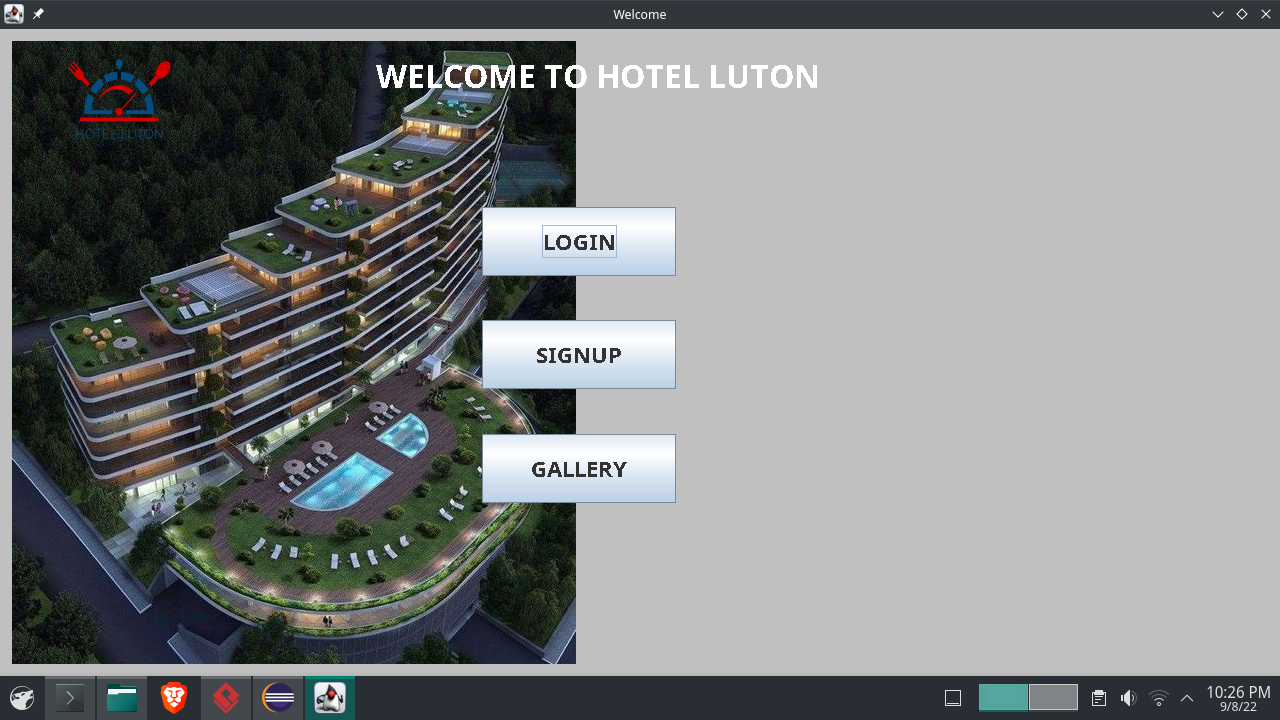 Welcome
WELCOME TO HOTEL LUTON
HOTEL LUTON
LOGIN
SIGNUP
GALLERY
10:26 PM
9/8/22